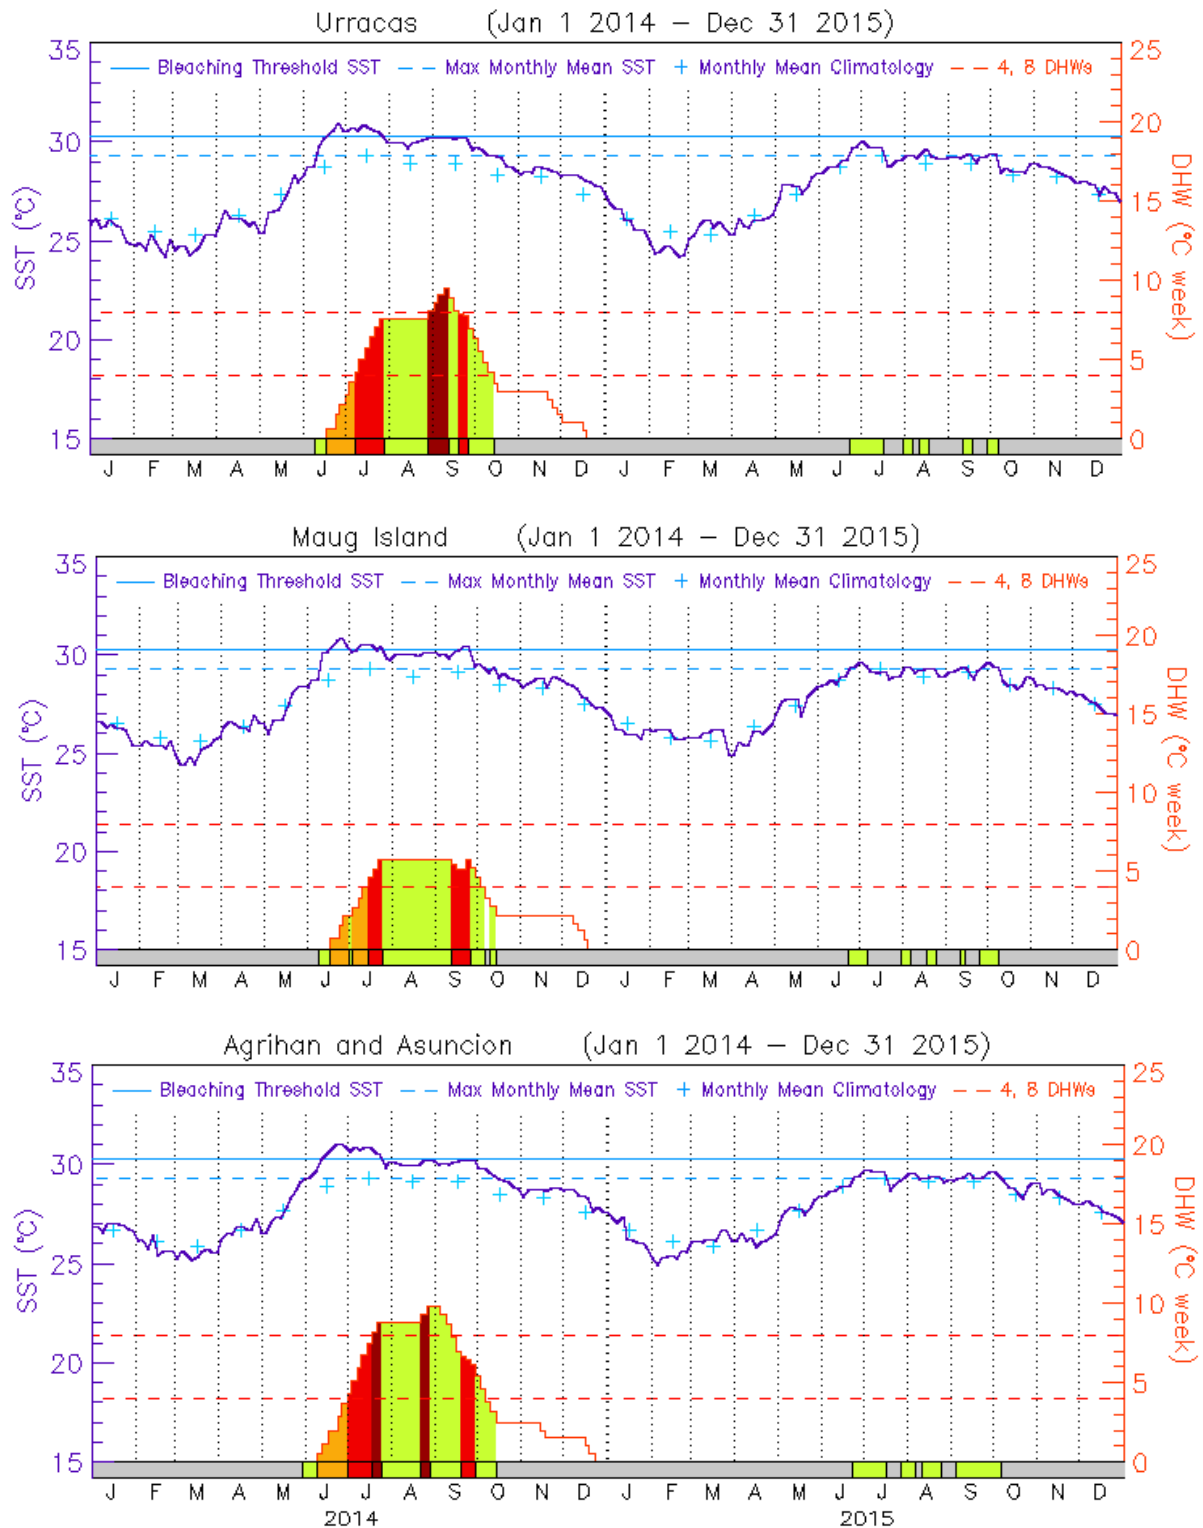 Urracas (Jan 1 2014 – Dec 31 2015)
35 25
Bleaching Threshold SST Max Monthly Mean SST + Monthly Mean Climatology 4, 8 DHWs
30 20
SST (°C) 25 15 DHW (°C week)
10
20
5
15 0
J F M A M J J A S O N D J F M A M J J A S O N D
Maug Island (Jan 1 2014 – Dec 31 2015)
35 25
Bleaching Threshold SST Max Monthly Mean SST + Monthly Mean Climatology 4, 8 DHWs
30 20
SST (°C) 25 15 DHW (°C week)
10
20
5
15 0
J F M A M J J A S O N D J F M A M J J A S O N D
Agrihan and Asuncion (Jan 1 2014 – Dec 31 2015)
35 25
Bleaching Threshold SST Max Monthly Mean SST + Monthly Mean Climatology 4, 8 DHWs
30 20
SST (°C) 25 15 DHW (°C week)
10
20
5
15 0
J F M A M J J A S O N D J F M A M J J A S O N D
2014 2015